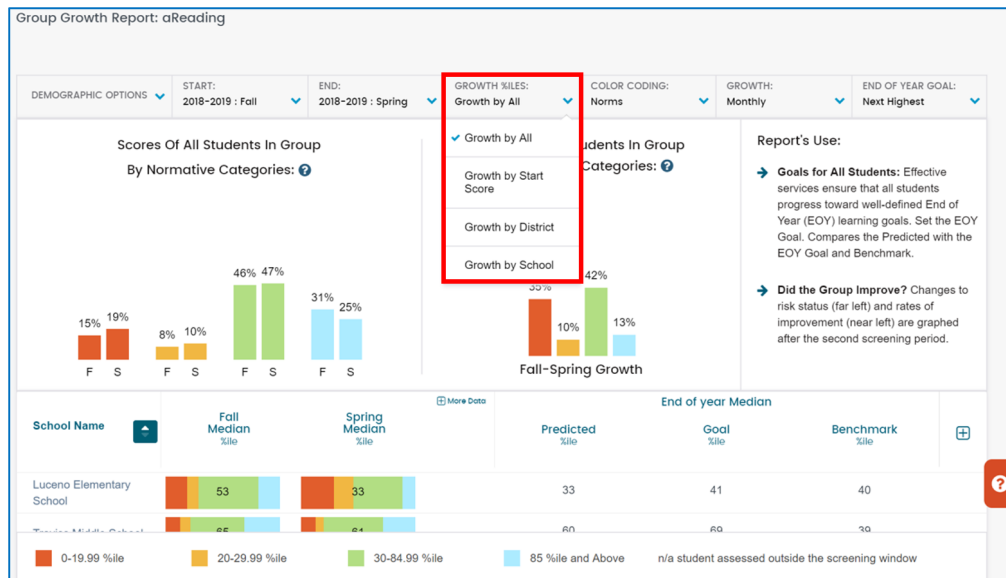 Group Growth Report: aReading
DEMOGRAPHIC OPTIONS
START:
2018-2019 : Fall
END:
2018-2019 : Spring
GROWTH %ILES:
Growth by All
COLOR CODING:
Norms
GROWTH:
Monthly
END OF YEAR GOAL:
Next Highest
Growth by All
Growth by Start
Score
Growth by District
Growth by School
Scores Of All Students In Group
By Normative Categories:
udents In Group
Categories:
15% 19% 8% 10% 46% 47% 31% 25%
F S F S F S F S
35% 10% 42% 13%
Fall-Spring Growth
Report's Use:
Goals for All Students: Effective
services ensure that all students
progress toward well-defined End of
Year (EOY) learning goals. Set the EOY
Goal. Compares the Predicted with the
EOY Goal and Benchmark.
Did the Group Improve? Changes to
risk status (far left) and rates of
improvement (near left) are graphed
after the second screening period.
School Name
Fall
Median
%ile
Spring
Median
%ile
More Data
End of year Median
Predicted
%ile
Goal
%ile
Benchmark
%ile
Luceno Elementary
School
53 33 33 41 40
Middle School
65 61 60 69 39
0-19.99 %ile 20-29.99 %ile 30-84.99 %ile 85 %ile and Above n/a student assessed outside the screening window